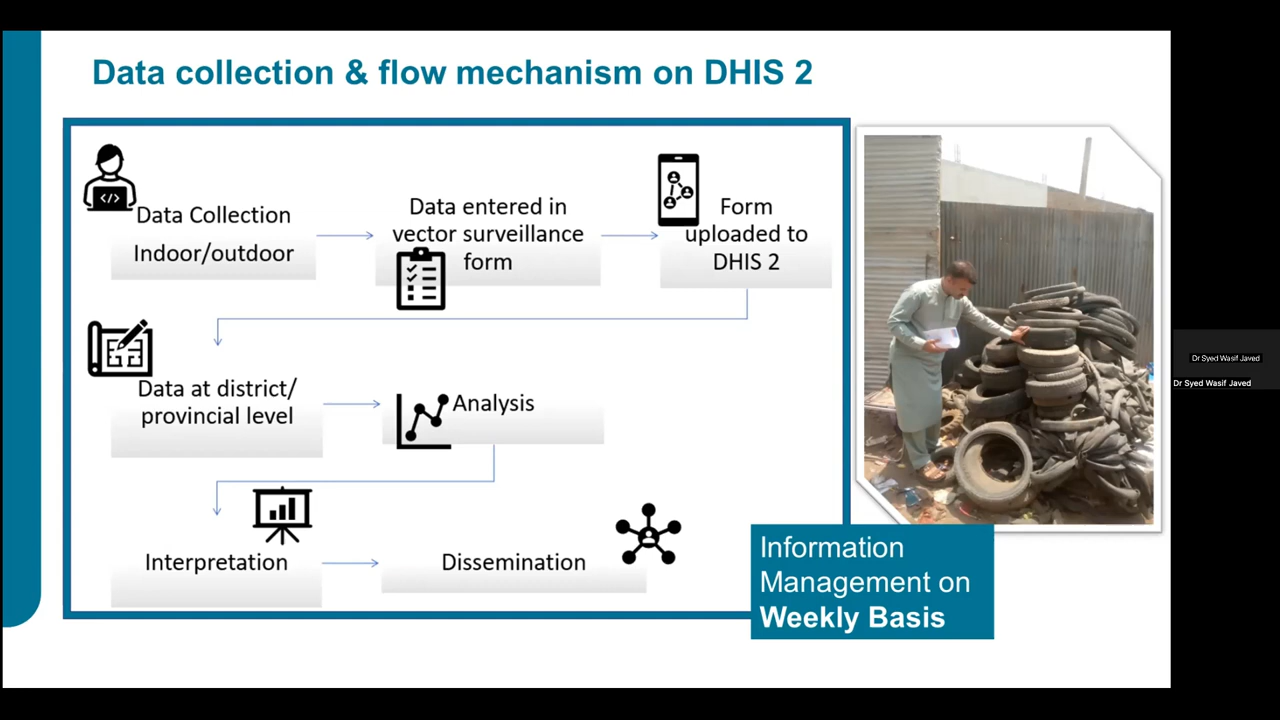 Data collection & flow mechanism on DHIS 2
Data Collection
Indoor/outdoor
Data entered in
vector surveillance
form
Form
uploaded to
DHIS 2
Data at district/
provincial level
Analysis
Interpretation
Dissemination
Information
Management on
Weekly Basis
Dr Syed Wasif Javed
Dr Syed Wasif Javed